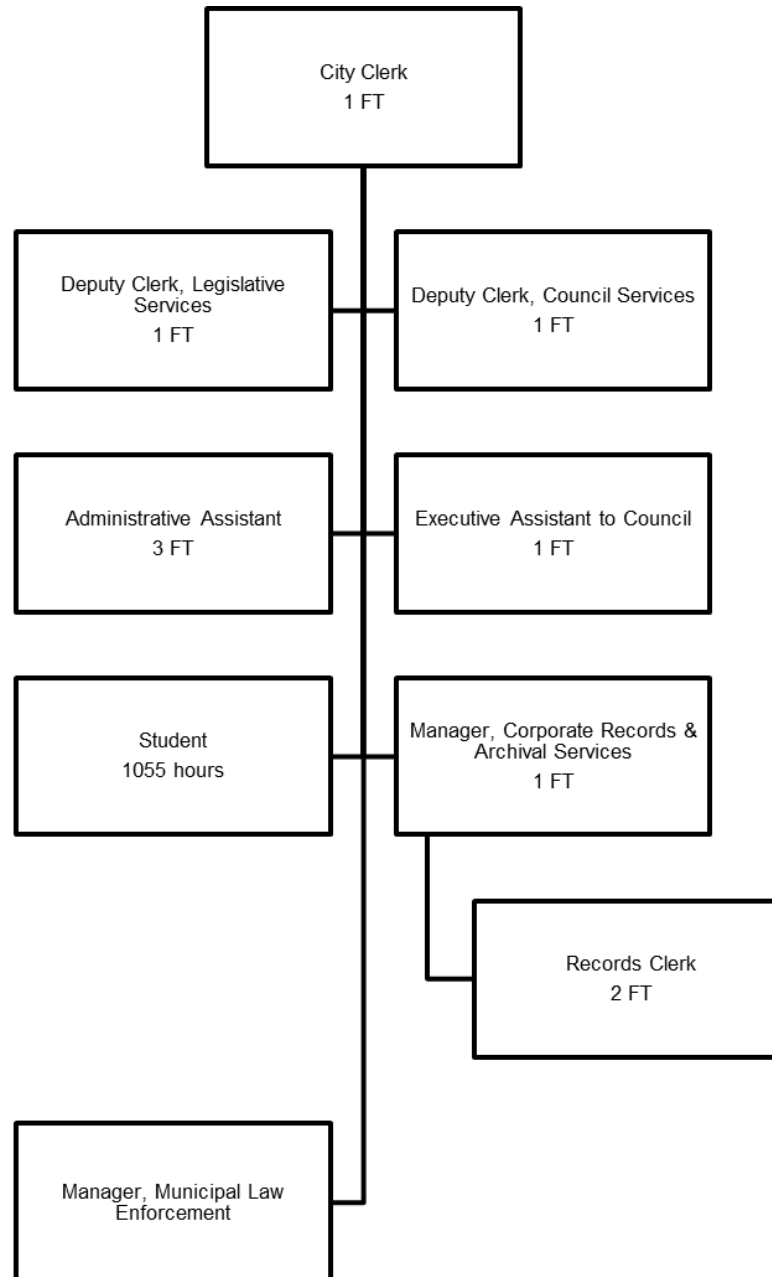 City Clerk
1 FT
Deputy Clerk, Legislative
Services
1 FT
Deputy Clerk, Council Services
1 FT
Administrative Assistant
3 FT
Executive Assistant to Council
1 FT
Student
1055 hours
Manager, Corporate Records &
Archival Services
1 FT
Records Clerk
2 FT
Manager, Municipal Law
Enforcement